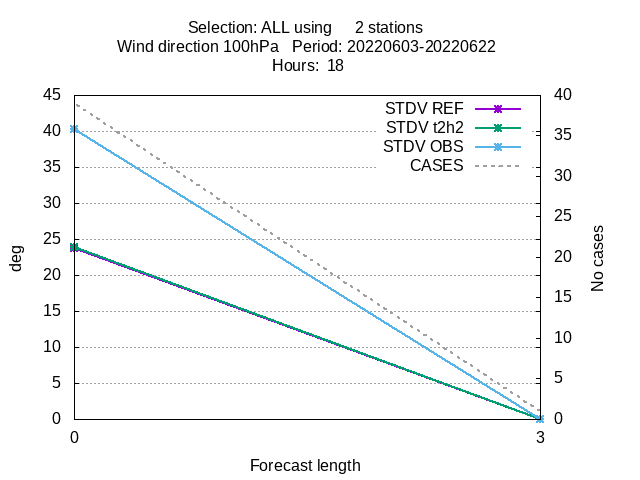 Selection: ALL using     2 stations
Wind direction 100hPa   Period: 20220603-20220622
Hours:  18
STDV REF
STDV t2h2
STDV OBS
CASES
45
40
35
30
25
20
15
10
5
0
deg
40
35
30
25
20
15
10
5
0
No cases
0
3
Forecast length